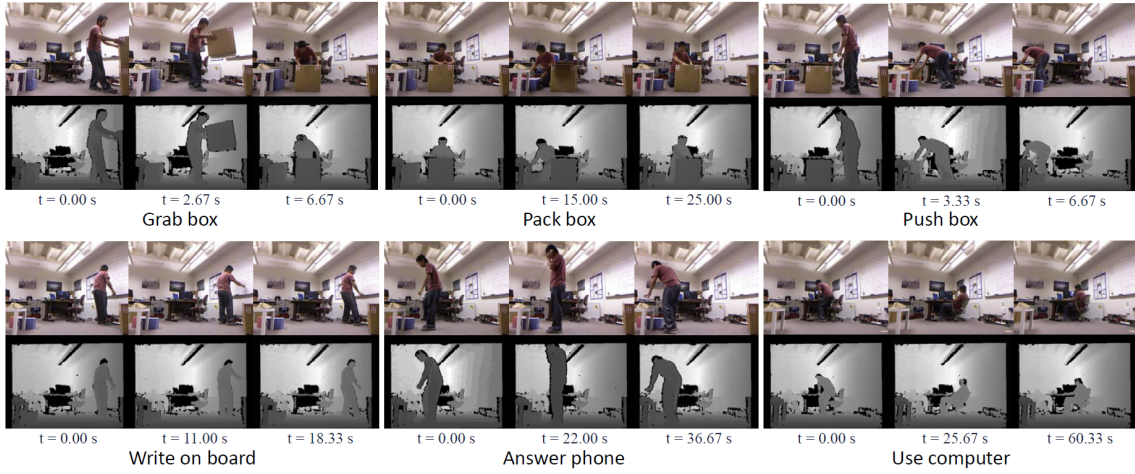 t = 0.00 s t = 2.67 s t = 6.67 s t = 0.00 s t = 15.00 s t = 25.00 s t = 0.00 s t = 3.33 s t = 6.67 s
Grab box Pack box Push box
t = 0.00 s t = 11.00 s t = 18.33 s t = 0.00 s t = 22.00 s t = 36.67 s t = 0.00 s t = 25.67 s t = 60.33 s
Write on board Answer phone Use computer